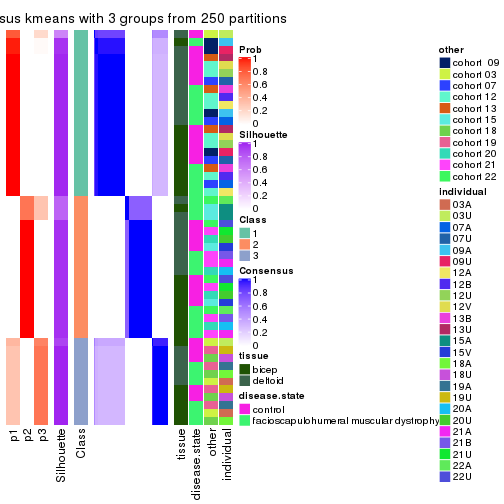 sus kmeans with 3 groups from 250 partitions
p1
p2
p3
Silhouette
Class
tissue
disease.state
other
individual
Prob
1
0.8
0.6
0.4
0.2
0
Silhouette
1
0.8
0.6
0.4
0.2
0
Class
1
2
3
Consensus
1
0.8
0.6
0.4
0.2
0
tissue
bicep
deltoid
disease.state
control
facioscapulohumeral muscular dystrophy
other
cohort 09
cohort 03
cohort 07
cohort 12
cohort 13
cohort 15
cohort 18
cohort 19
cohort 20
cohort 21
cohort 22
individual
03A
03U
07A
07U
09A
09U
12A
12B
12U
12V
13B
13U
15A
15V
18A
18U
19A
19U
20A
20U
21A
21B
21U
22A
22U